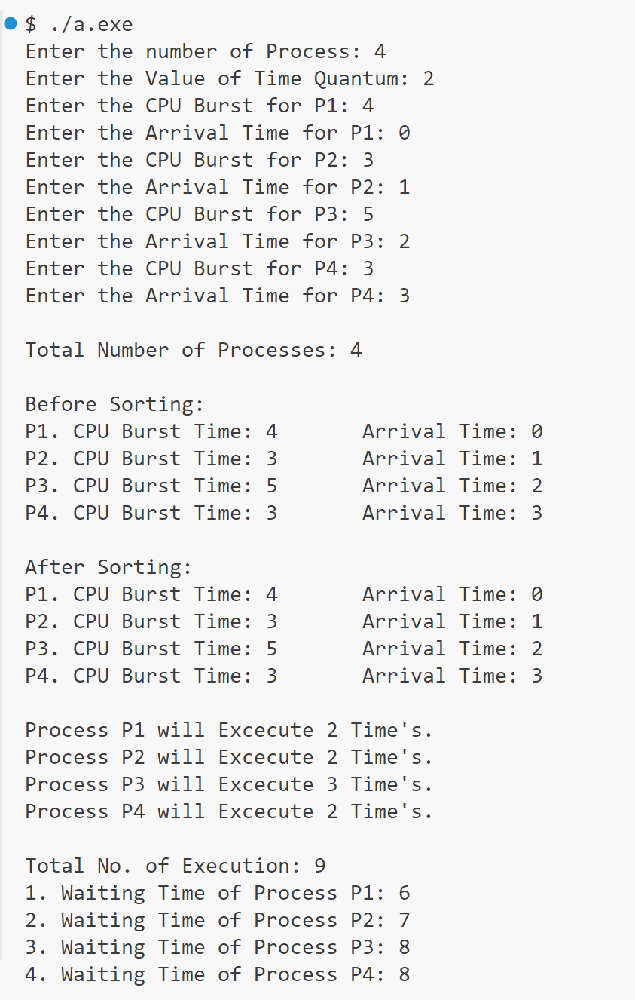 $ ./a.exe
Enter the number of Process: 4
Enter the Value of Time Quantum: 2
Enter the CPU Burst for P1: 4
Enter the Arrival Time for P1: 0
Enter the CPU Burst for P2: 3
Enter the Arrival Time for P2: 1
Enter the CPU Burst for P3: 5
Enter the Arrival Time for P3: 2
Enter the CPU Burst for P4: 3
Enter the Arrival Time for P4: 3
Total Number of Processes: 4
Before Sorting:
P1. CPU Burst Time: 4       Arrival Time: 0
P2. CPU Burst Time: 3       Arrival Time: 1
P3. CPU Burst Time: 5       Arrival Time: 2
P4. CPU Burst Time: 3       Arrival Time: 3
After Sorting:
P1. CPU Burst Time: 4       Arrival Time: 0
P2. CPU Burst Time: 3       Arrival Time: 1
P3. CPU Burst Time: 5       Arrival Time: 2
P4. CPU Burst Time: 3       Arrival Time: 3
Process P1 will Excecute 2 Time's.
Process P2 will Excecute 2 Time's.
Process P3 will Excecute 3 Time's.
Process P4 will Excecute 2 Time's.
Total No. of Execution: 9
1. Waiting Time of Process P1: 6
2. Waiting Time of Process P2: 7
3. Waiting Time of Process P3: 8
4. Waiting Time of Process P4: 8